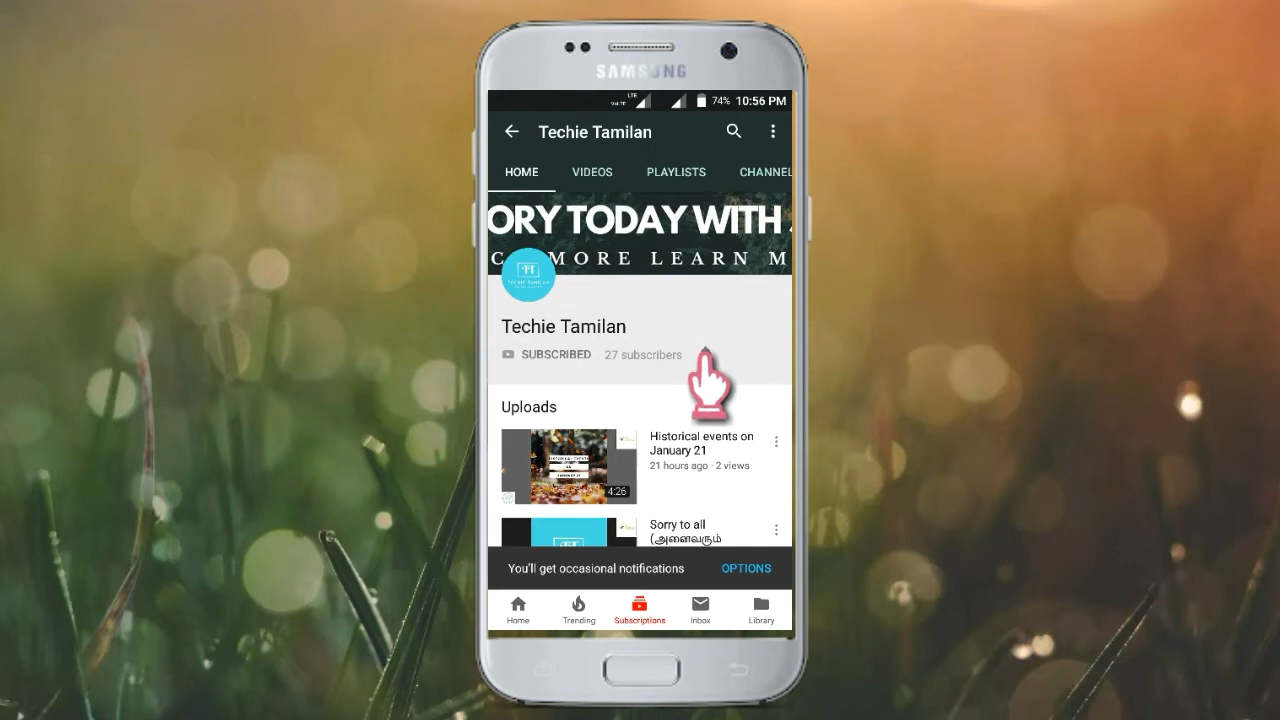 SAMSUNG
LTE
VoLTE
74% 10:56 PM
Techie Tamilan
HOME VIDEOS PLAYLISTS CHANNEL
ORY TODAY WITH
C MORE LEARN M
Techie Tamilan
SUBSCRIBED 27 subscribers
Uploads
Historical events on
January 21
21 hours ago · 2 views
4:26
Sorry to all
(அனைவரும்
You'll get occasional notifications OPTIONS
Home Trending Subscriptions Inbox Library